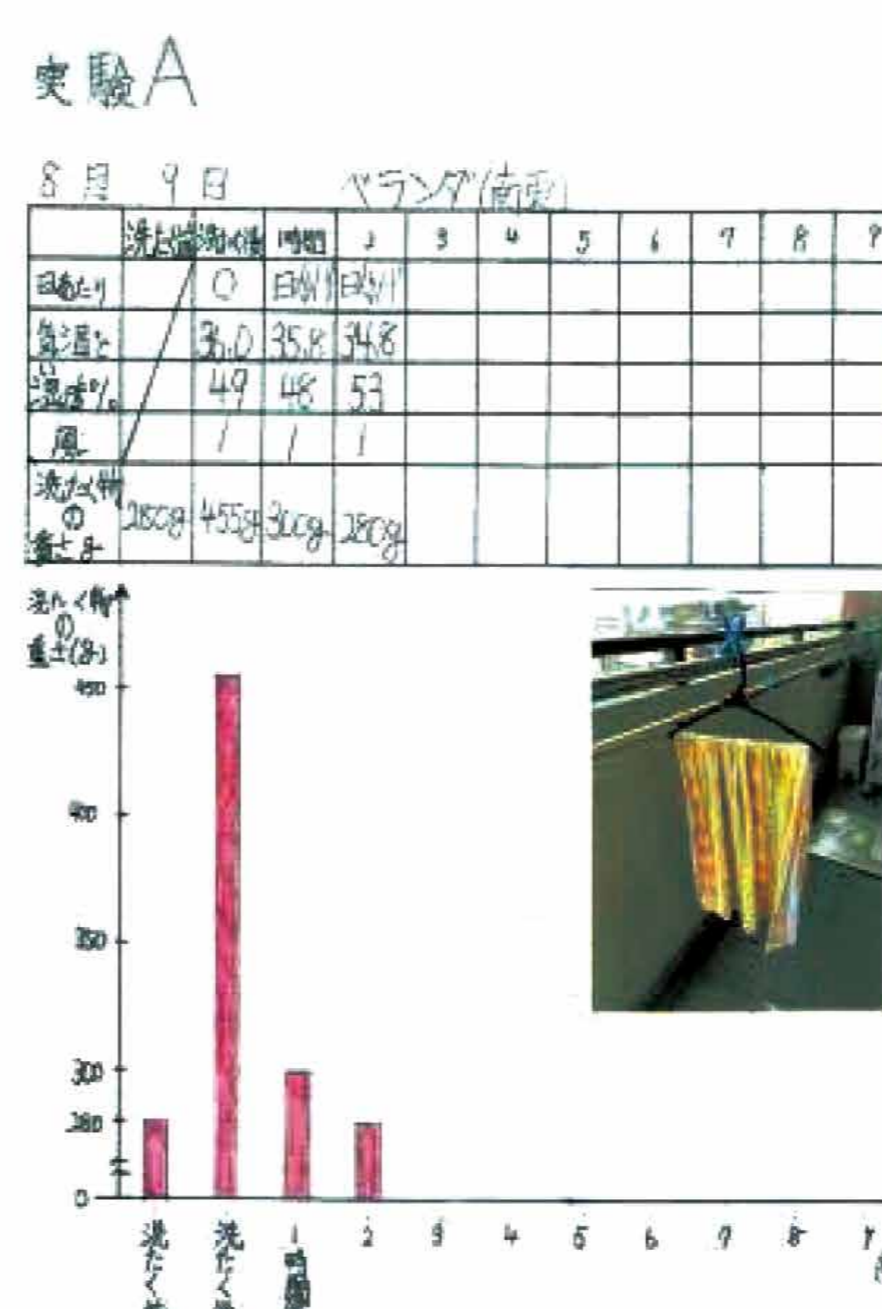 実験A
8月 9日 ベランダ(南東)
洗たく前 洗たく後 1時間 2 3 4 5 6 7 8 9
日あたり 〇 日かげ 日かげ
気温℃ 36.0 35.8 34.8
湿度% 49 48 53
風 1 1 1
洗たく物の重さg 280g 455g 300g 280g
洗たく物
の
重さ(g)
450
400
350
300
280
0
洗たく 洗たく 1時間 2 3 4 5 6 7 8 9